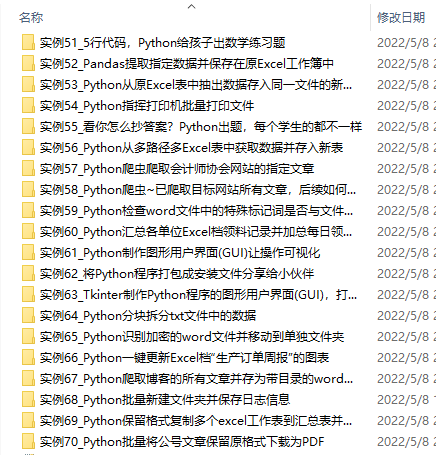 名称 修改日期
实例51_5行代码，Python给孩子出数学练习题 2022/5/8
实例52_Pandas提取指定数据并保存在原Excel工作簿中 2022/5/8
实例53_Python从原Excel表中抽出数据存入同一文件的新... 2022/5/8
实例54_Python指挥打印机批量打印文件 2022/5/8
实例55_看你怎么抄答案？Python出题，每个学生的都不一样 2022/5/8
实例56_Python从多路径多Excel表中获取数据并存入新表 2022/5/8
实例57_Python爬虫爬取会计师协会网站的指定文章 2022/5/8
实例58_Python爬虫~已爬取目标网站所有文章，后续如何... 2022/5/8
实例59_Python检查word文件中的特殊标记词是否与文件... 2022/5/8
实例60_Python汇总各单位Excel档领料记录并加总每日领... 2022/5/8
实例61_Python制作图形用户界面(GUI)让操作可视化 2022/5/8
实例62_将Python程序打包成安装文件分享给小伙伴 2022/5/8
实例63_Tkinter制作Python程序的图形用户界面(GUI)，打... 2022/5/8
实例64_Python分块拆分txt文件中的数据 2022/5/8
实例65_Python识别加密的word文件并移动到单独文件夹 2022/5/8
实例66_Python一键更新Excel档“生产订单周报”的图表 2022/5/8
实例67_Python爬取博客的所有文章并存为带目录的word... 2022/5/8
实例68_Python批量新建文件夹并保存日志信息 2022/5/8
实例69_Python保留格式复制多个excel工作表到汇总表并... 2022/5/8
实例70_Python批量将公号文章保留原格式下载为PDF 2022/5/8